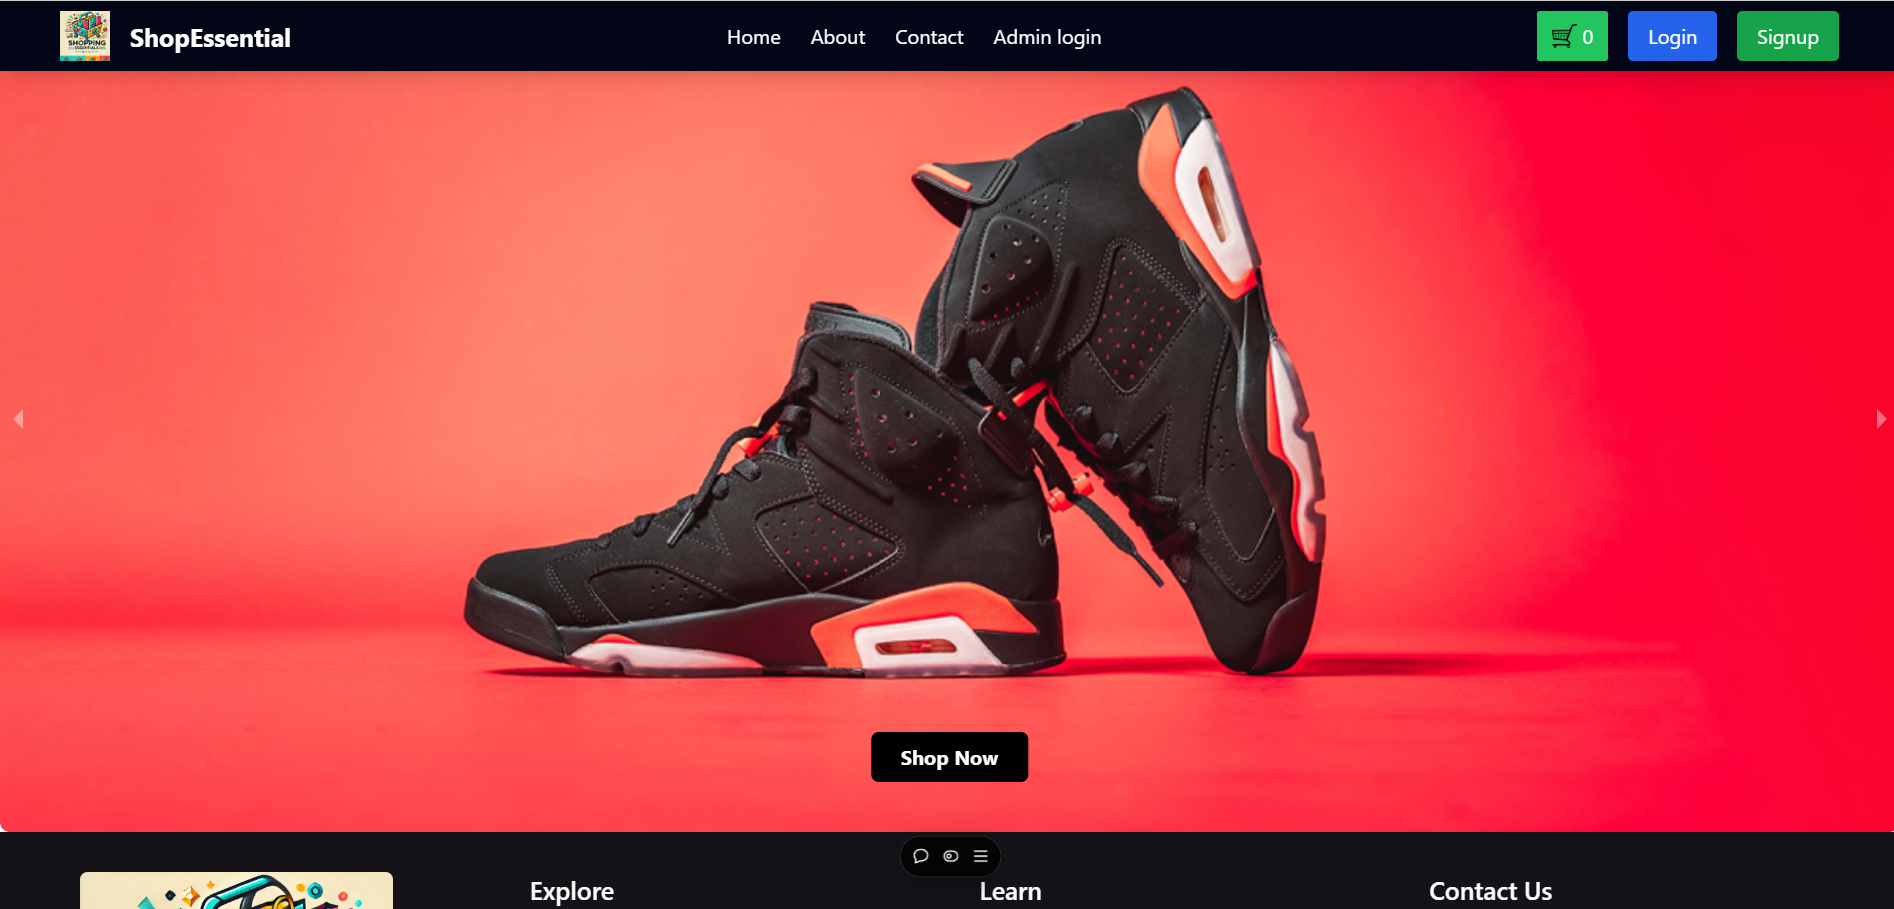 SHOPPING
ESSENTIALS
ShopEssential
Home
About
Contact
Admin login
0
Login
Signup
Shop Now
Explore
Learn
Contact Us